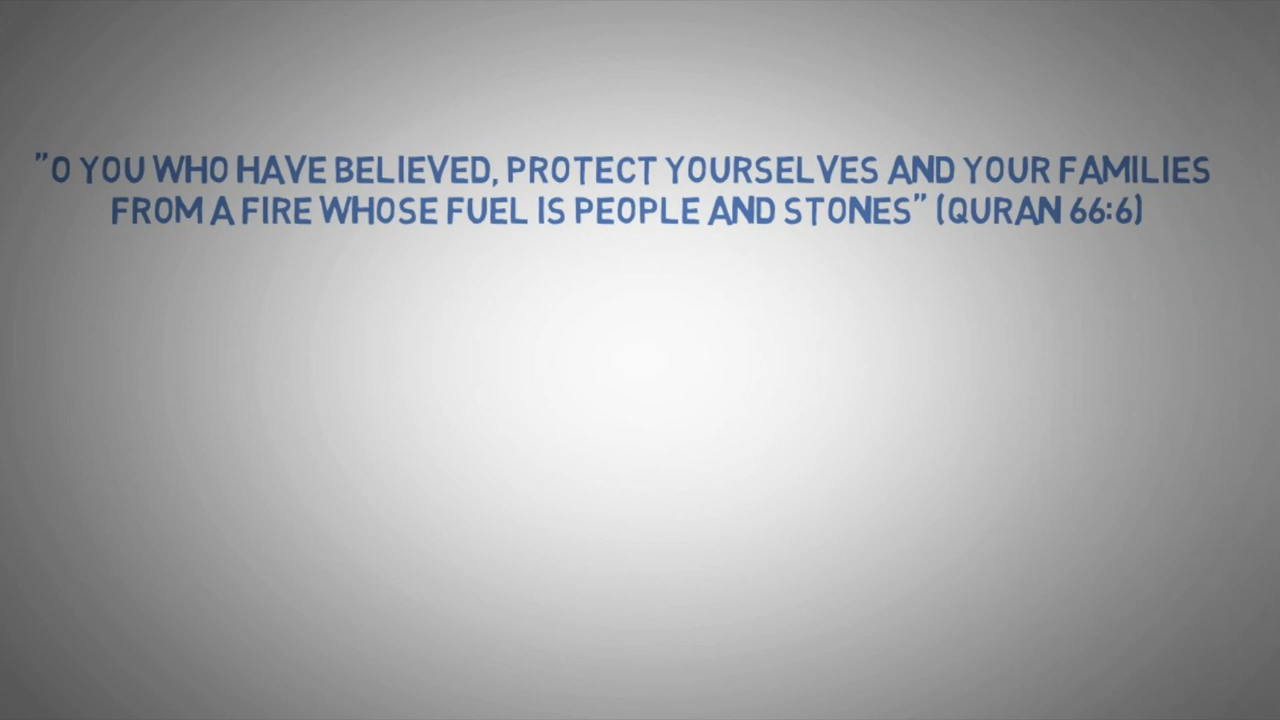 "O YOU WHO HAVE BELIEVED, PROTECT YOURSELVES AND YOUR FAMILIES
FROM A FIRE WHOSE FUEL IS PEOPLE AND STONES" (QURAN 66:6)